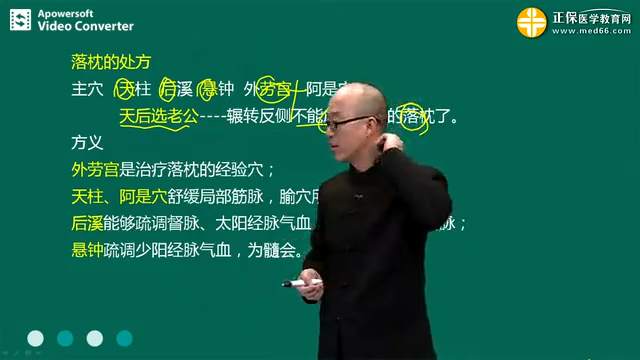 Apowersoft
Video Converter
正保医学教育网
www.med66.com
落枕的处方
主穴 天柱 后溪 悬钟 外劳宫 阿是穴
天后选老公----辗转反侧不能 的落枕了。
方义
外劳宫是治疗落枕的经验穴；
天柱、阿是穴舒缓局部筋脉，腧穴
后溪能够疏调督脉、太阳经脉气血， 脉；
悬钟疏调少阳经脉气血，为髓会。